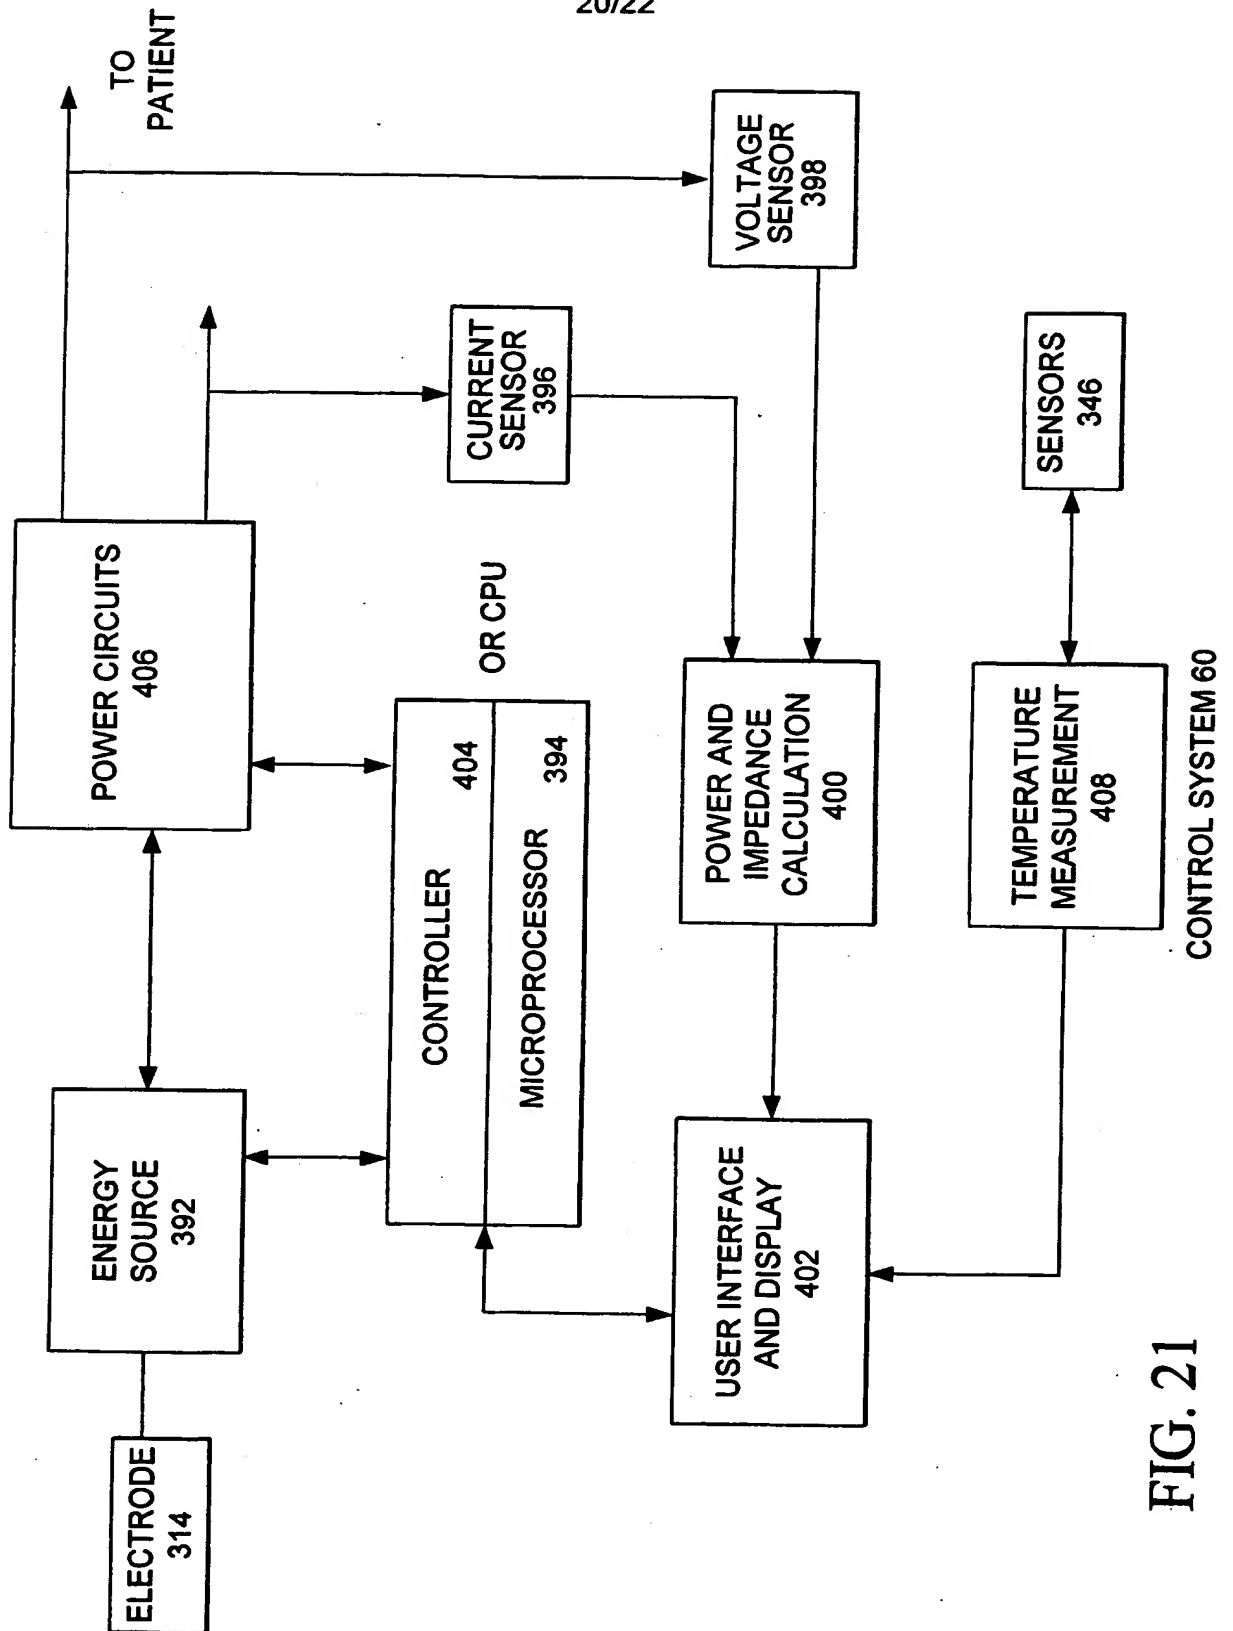 20/22
TO
PATIENT
POWER CIRCUITS
406
ENERGY
SOURCE
392
ELECTRODE
314
VOLTAGE
SENSOR
398
CURRENT
SENSOR
396
OR CPU
CONTROLLER
404
MICROPROCESSOR
394
POWER AND
IMPEDANCE
CALCULATION
400
USER INTERFACE
AND DISPLAY
402
SENSORS
346
TEMPERATURE
MEASUREMENT
408
CONTROL SYSTEM 60
FIG. 21